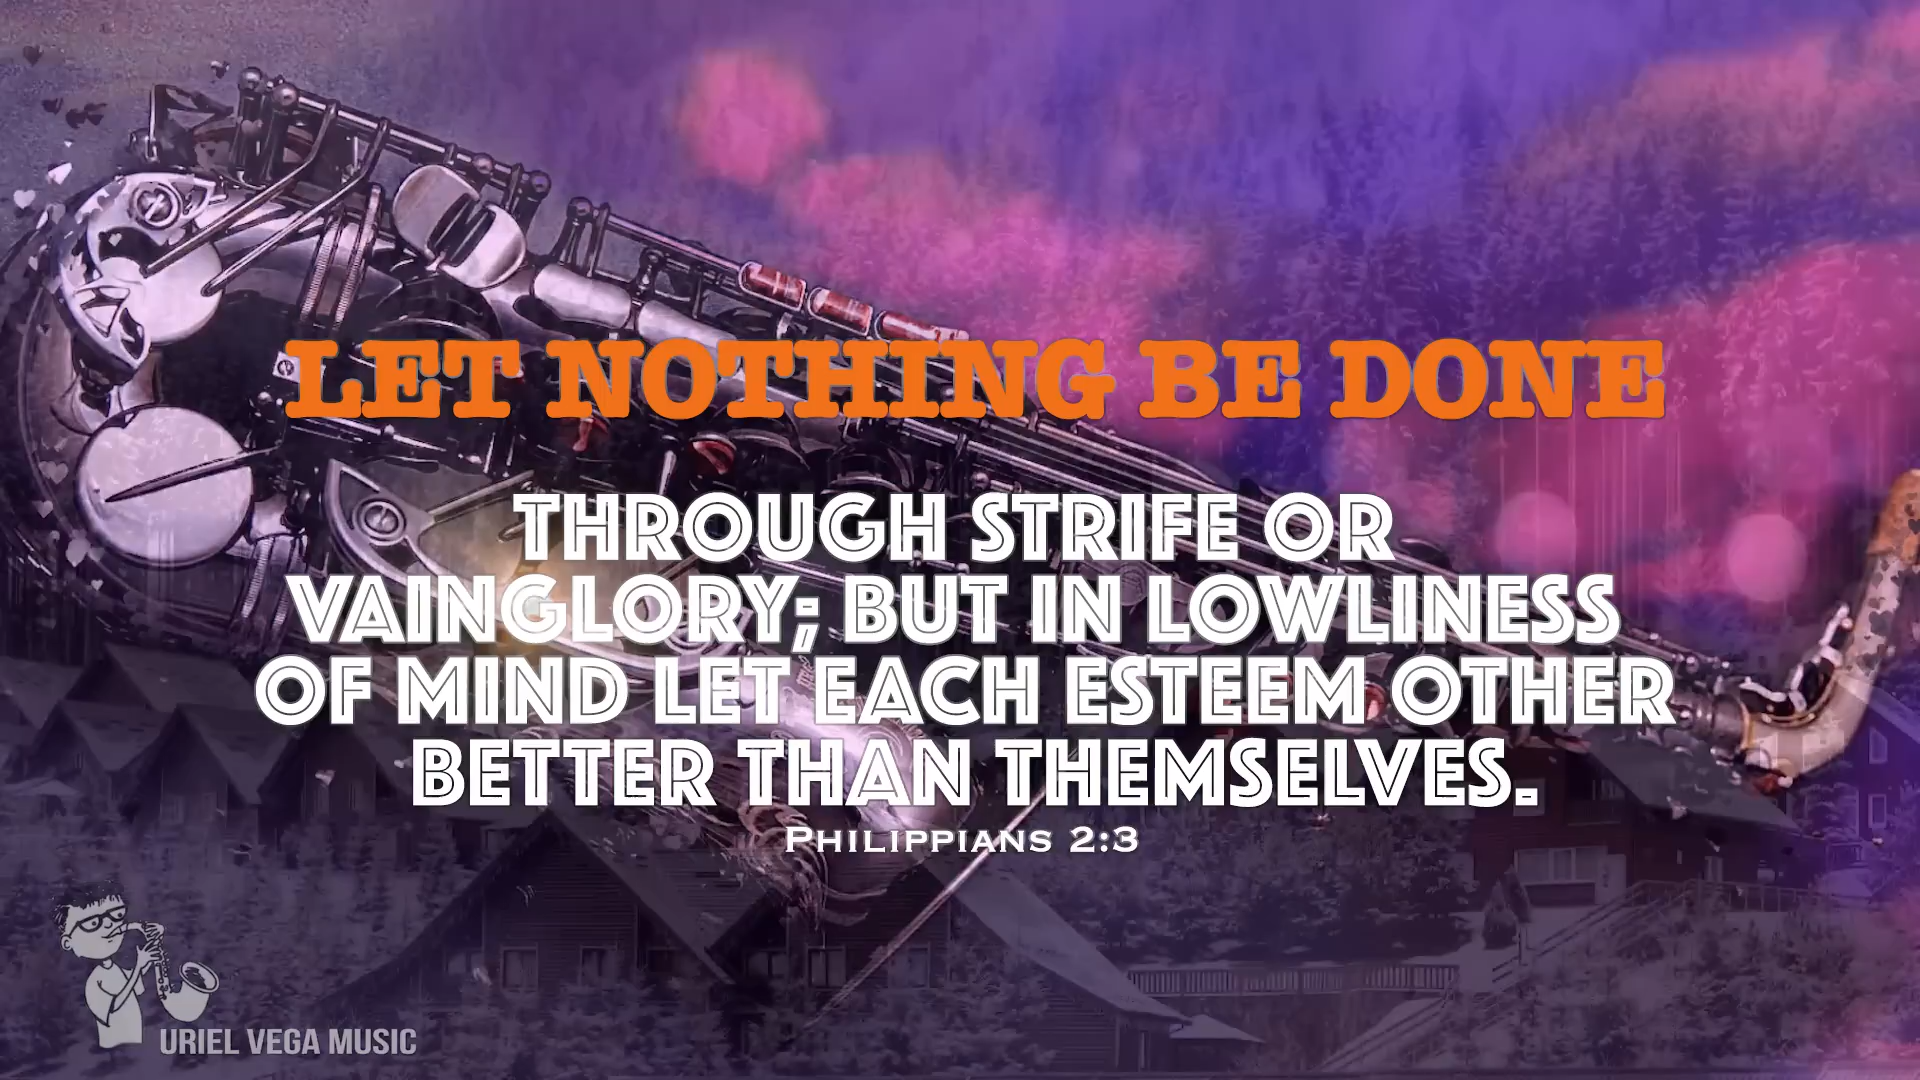 LET NOTHING BE DONE
THROUGH STRIFE OR
VAINGLORY; BUT IN LOWLINESS
OF MIND LET EACH ESTEEM OTHER
BETTER THAN THEMSELVES.
PHILIPPIANS 2:3
URIEL VEGA MUSIC